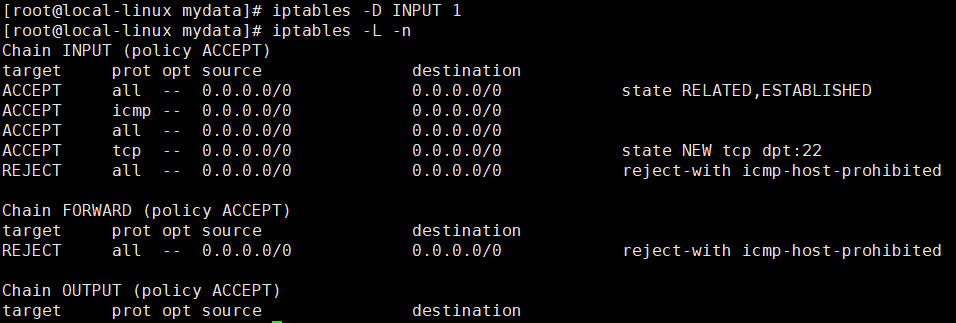 [root@local-linux mydata]# iptables -D INPUT 1
[root@local-linux mydata]# iptables -L -n
Chain INPUT (policy ACCEPT)
target     prot opt source               destination
ACCEPT     all  --  0.0.0.0/0            0.0.0.0/0            state RELATED,ESTABLISHED
ACCEPT     icmp --  0.0.0.0/0            0.0.0.0/0
ACCEPT     all  --  0.0.0.0/0            0.0.0.0/0
ACCEPT     tcp  --  0.0.0.0/0            0.0.0.0/0            state NEW tcp dpt:22
REJECT     all  --  0.0.0.0/0            0.0.0.0/0            reject-with icmp-host-prohibited
Chain FORWARD (policy ACCEPT)
target     prot opt source               destination
REJECT     all  --  0.0.0.0/0            0.0.0.0/0            reject-with icmp-host-prohibited
Chain OUTPUT (policy ACCEPT)
target     prot opt source               destination